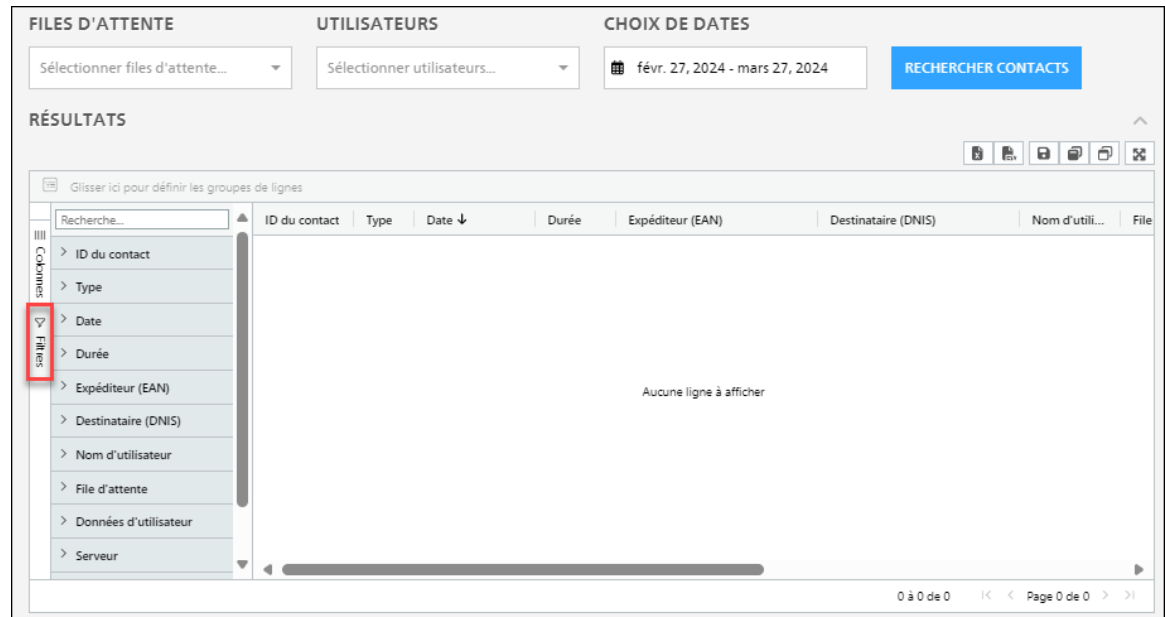 FILES D'ATTENTE UTILISATEURS CHOIX DE DATES
Sélectionner files d'attente... Sélectionner utilisateurs... févr. 27, 2024 - mars 27, 2024 RECHERCHER CONTACTS
RÉSULTATS
Glisser ici pour définir les groupes de lignes
Recherche... ID du contact Type Date Durée Expéditeur (EAN) Destinataire (DNIS) Nom d'utili... File
Colonnes
Filtres
ID du contact
Type
Date
Durée
Expéditeur (EAN)
Destinataire (DNIS)
Nom d'utilisateur
File d'attente
Données d'utilisateur
Serveur
Aucune ligne à afficher
0 à 0 de 0 Page 0 de 0